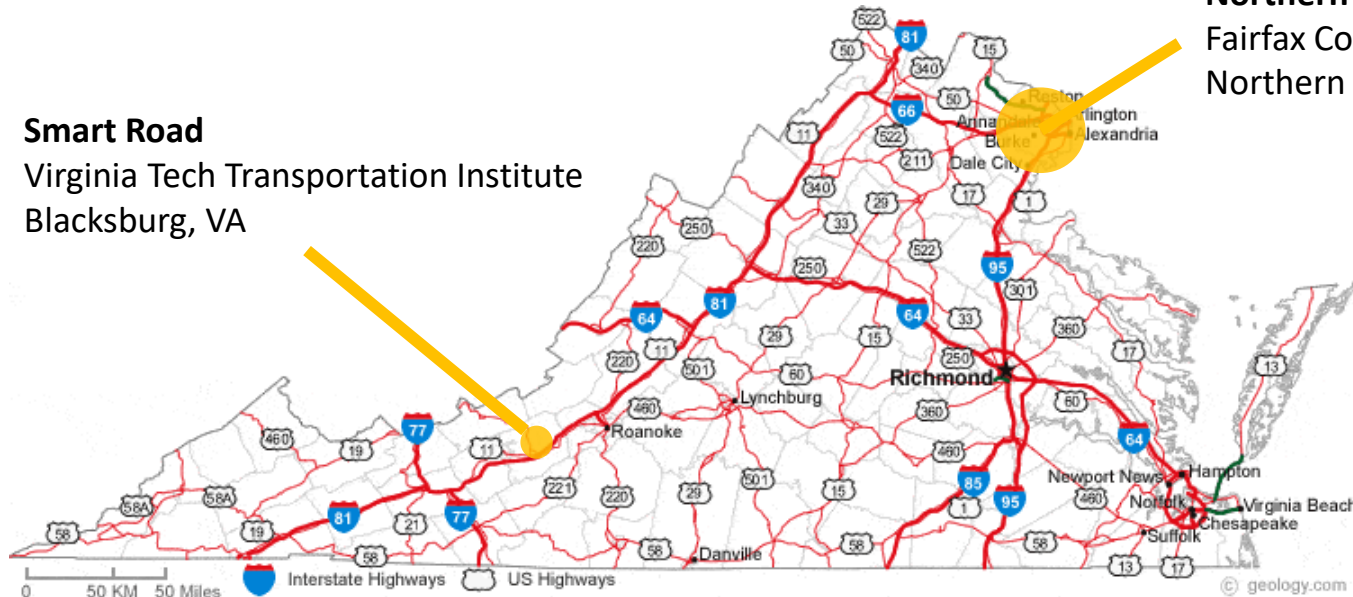 Northern
Fairfax Co
Northern
Smart Road
Virginia Tech Transportation Institute
Blacksburg, VA
522
81
50
15
340
50
Reston
66
Annandale
Arlington
11
522
Burke
Alexandria
211
Dale City
340
17
29
1
250
33
220
522
250
95
301
81
64
64
33
360
29
15
11
17
220
250
13
501
60
Richmond
Lynchburg
460
360
60
77
Roanoke
64
460
19
11
460
Hampton
Newport News
221
501
85
58A
220
29
15
95
460
Norfolk
Virginia Beach
58A
81
21
77
1
Chesapeake
58
19
Suffolk
58
58
58
Danville
13
17
0
50 KM
50 Miles
Interstate Highways
US Highways
© geology.com